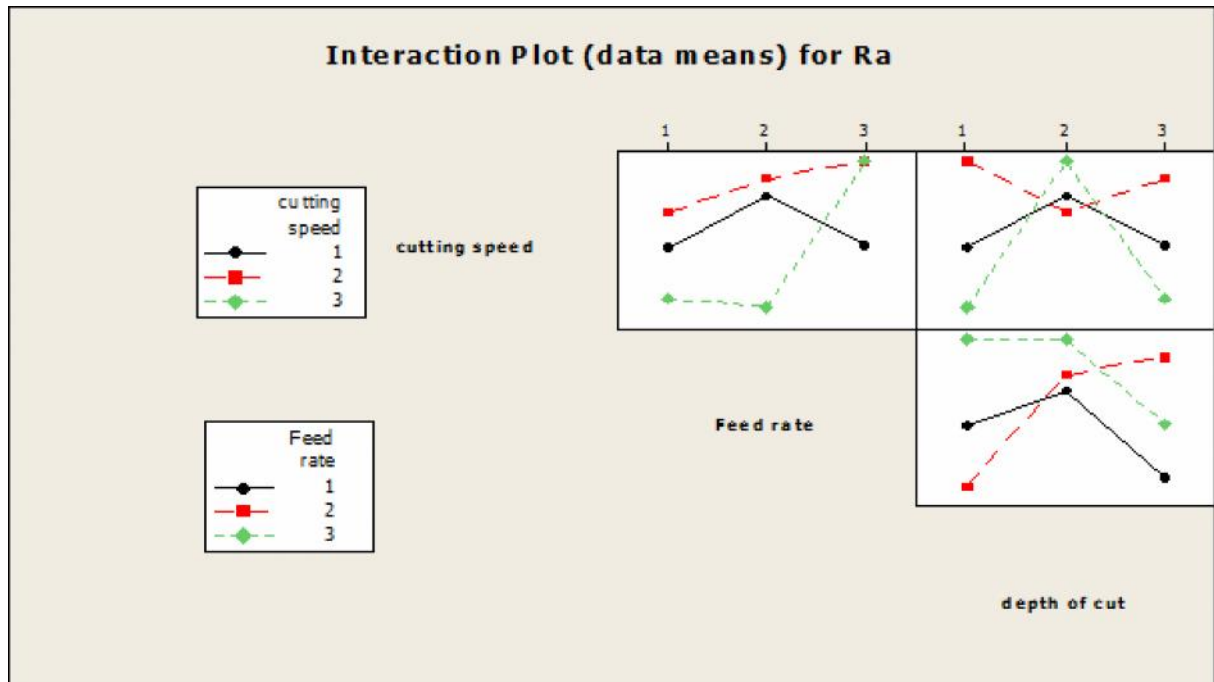 Interaction Plot (data means) for Ra
1 2 3 1 2 3
cutting
speed
1
2
3
cutting speed
Feed
rate
1
2
3
Feed rate
depth of cut